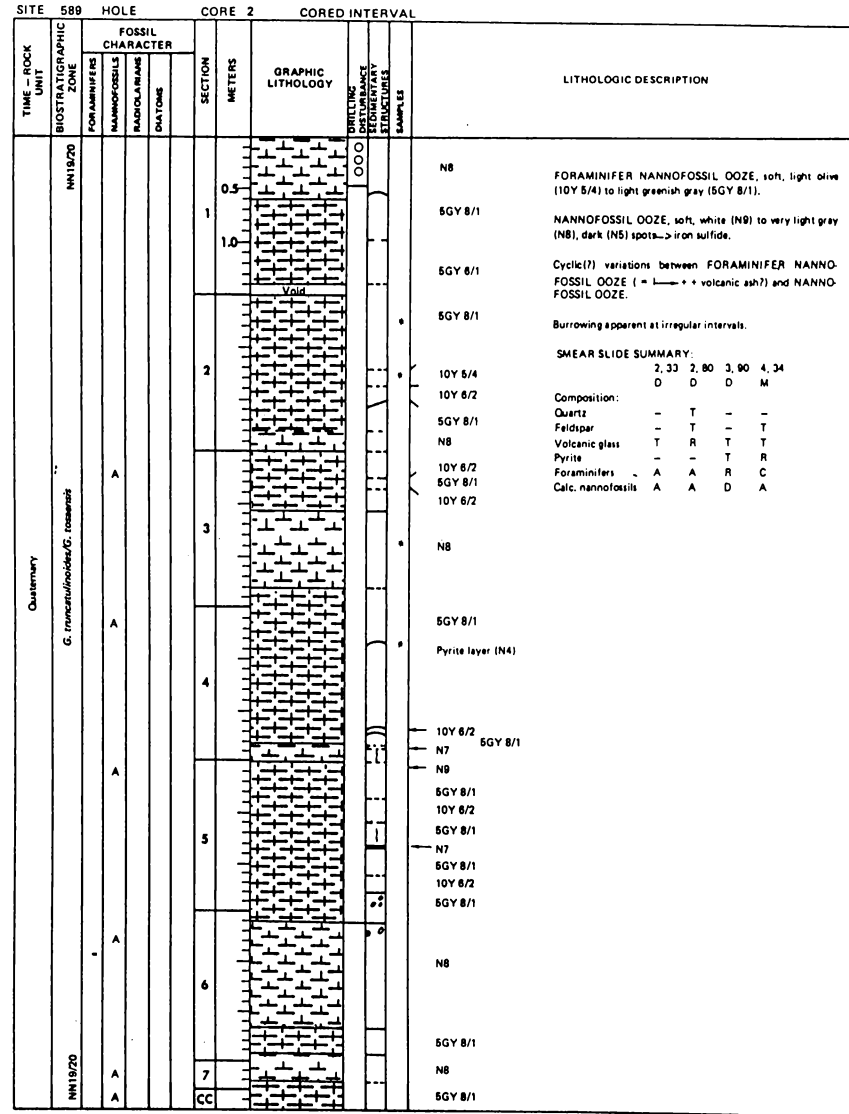 SITE 589 HOLE CORE 2 CORED INTERVAL
TIME – ROCK UNIT
BIOSTRATIGRAPHIC ZONE
FOSSIL CHARACTER
FORAMINIFERS
NANNOFOSSILS
RADIOLARIANS
DIATOMS
SECTION
METERS
GRAPHIC LITHOLOGY
DRILLING DISTURBANCE
SEDIMENTARY STRUCTURES
SAMPLES
LITHOLOGIC DESCRIPTION
Quaternary
NN19/20
G. truncatulinoides/G. tosaensis
NN19/20
A
A
A
A
A
A
1
2
3
4
5
6
7
CC
0.5
1.0
Void
N8
5GY 8/1
5GY 6/1
5GY 8/1
10Y 5/4
10Y 6/2
5GY 8/1
N8
10Y 6/2
5GY 8/1
10Y 6/2
N8
5GY 8/1
Pyrite layer (N4)
10Y 6/2
5GY 8/1
N7
N9
5GY 8/1
10Y 6/2
5GY 8/1
N7
5GY 8/1
10Y 6/2
5GY 8/1
N8
5GY 8/1
N8
5GY 8/1
FORAMINIFER NANNOFOSSIL OOZE, soft, light olive
(10Y 5/4) to light greenish gray (5GY 8/1).
NANNOFOSSIL OOZE, soft, white (N9) to very light gray
(N8), dark (N5) spots—> iron sulfide.
Cyclic(?) variations between FORAMINIFER NANNO-
FOSSIL OOZE ( = + + volcanic ash?) and NANNO-
FOSSIL OOZE.
Burrowing apparent at irregular intervals.
SMEAR SLIDE SUMMARY:
2, 33 2, 80 3, 90 4, 34
D D D M
Composition:
Quartz – T – –
Feldspar – T – T
Volcanic glass T R T T
Pyrite – – T R
Foraminifers A A R C
Calc. nannofossils A A D A